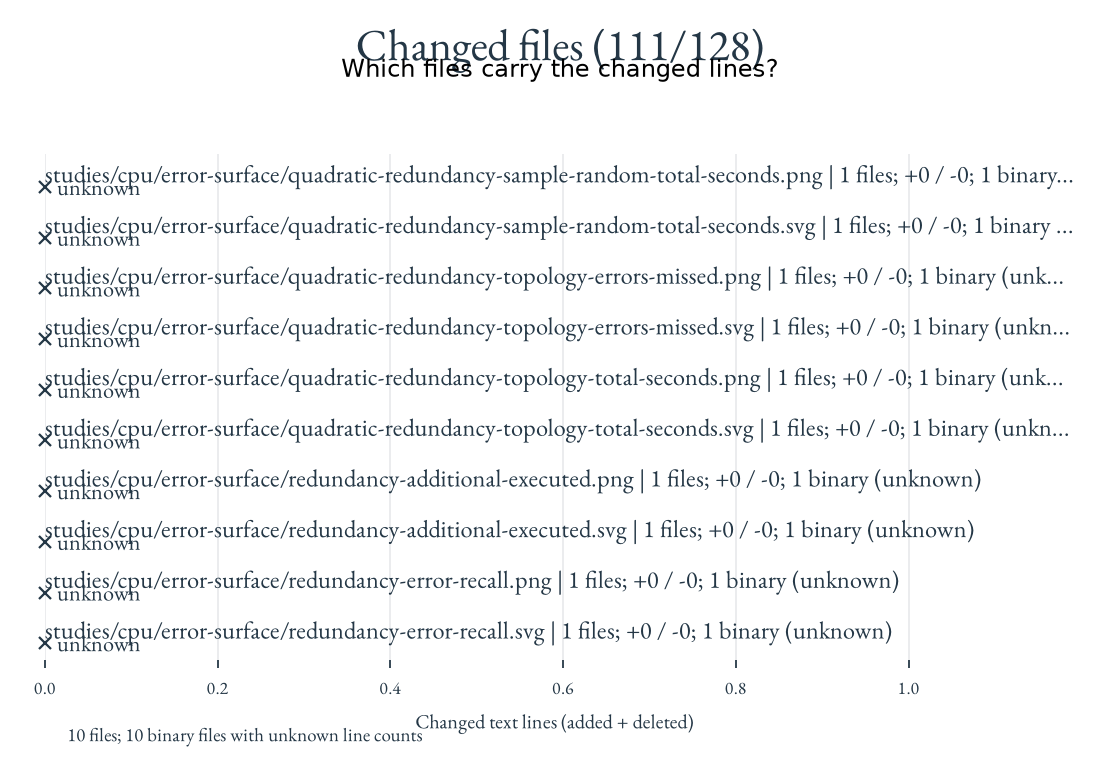 Changed files (111/128)
Which files carry the changed lines?
studies/cpu/error-surface/quadratic-redundancy-sample-random-total-seconds.png | 1 files; +0 / -0; 1 binary...
unknown
studies/cpu/error-surface/quadratic-redundancy-sample-random-total-seconds.svg | 1 files; +0 / -0; 1 binary ...
unknown
studies/cpu/error-surface/quadratic-redundancy-topology-errors-missed.png | 1 files; +0 / -0; 1 binary (unk...
unknown
studies/cpu/error-surface/quadratic-redundancy-topology-errors-missed.svg | 1 files; +0 / -0; 1 binary (unkn...
unknown
studies/cpu/error-surface/quadratic-redundancy-topology-total-seconds.png | 1 files; +0 / -0; 1 binary (unk...
unknown
studies/cpu/error-surface/quadratic-redundancy-topology-total-seconds.svg | 1 files; +0 / -0; 1 binary (unkn...
unknown
studies/cpu/error-surface/redundancy-additional-executed.png | 1 files; +0 / -0; 1 binary (unknown)
unknown
studies/cpu/error-surface/redundancy-additional-executed.svg | 1 files; +0 / -0; 1 binary (unknown)
unknown
studies/cpu/error-surface/redundancy-error-recall.png | 1 files; +0 / -0; 1 binary (unknown)
unknown
studies/cpu/error-surface/redundancy-error-recall.svg | 1 files; +0 / -0; 1 binary (unknown)
unknown
0.0 0.2 0.4 0.6 0.8 1.0
Changed text lines (added + deleted)
10 files; 10 binary files with unknown line counts